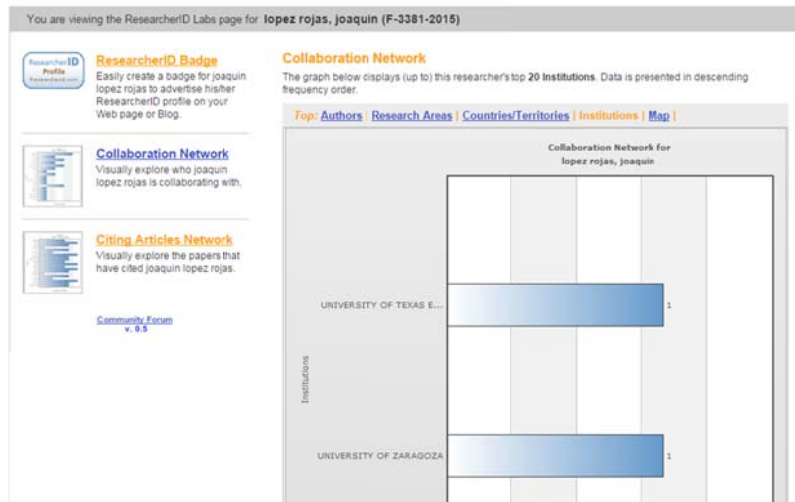 You are viewing the ResearcherID Labs page for lopez rojas, joaquin (F-3381-2015)
ResearcherID
Profile
ResearcherID Badge
Easily create a badge for joaquin
lopez rojas to advertise his/her
ResearcherID profile on your
Web page or Blog.
Collaboration Network
Visually explore who joaquin
lopez rojas is collaborating with.
Citing Articles Network
Visually explore the papers that
have cited joaquin lopez rojas.
Community Forum
v. 0.5
Collaboration Network
The graph below displays (up to) this researcher's top 20 Institutions. Data is presented in descending
frequency order.
Top: Authors | Research Areas | Countries/Territories | Institutions | Map |
Collaboration Network for
lopez rojas, joaquin
UNIVERSITY OF TEXAS E...
1
Institutions
UNIVERSITY OF ZARAGOZA
1